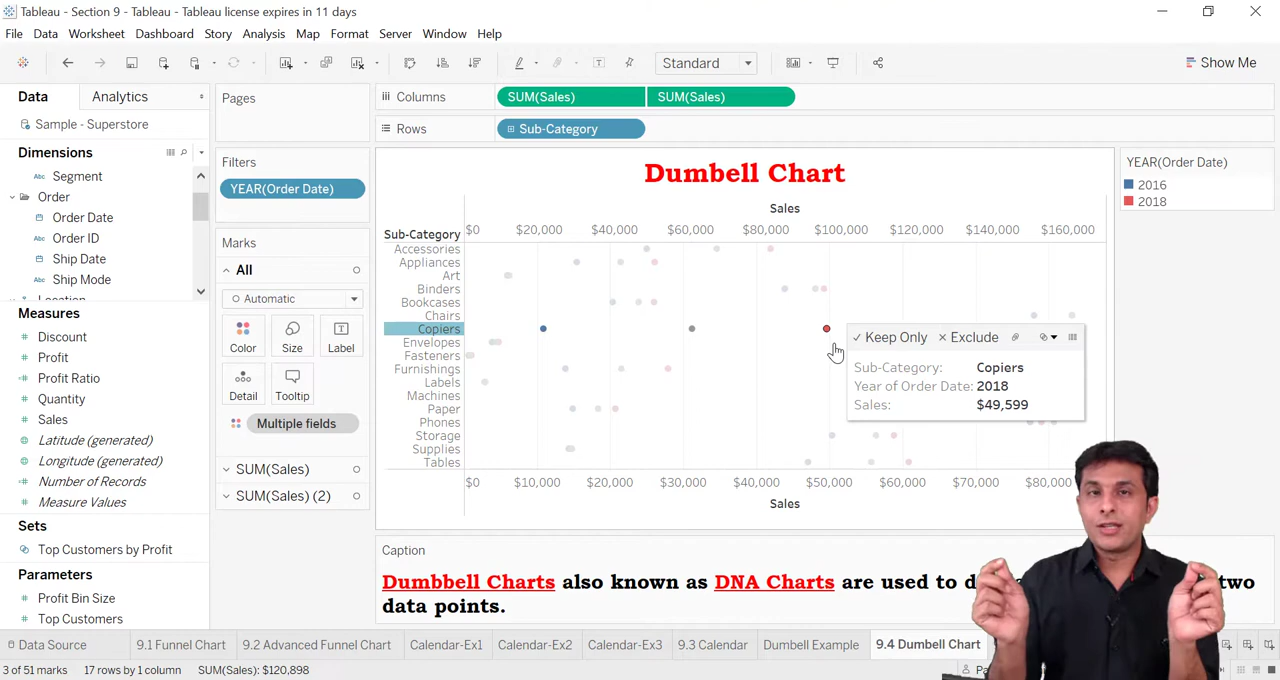 Tableau - Section 9 - Tableau - Tableau license expires in 11 days
File Data Worksheet Dashboard Story Analysis Map Format Server Window Help
Standard
Show Me
Data Analytics
Sample - Superstore
Dimensions
Abc Segment
Order
Order Date
Abc Order ID
Ship Date
Abc Ship Mode
Measures
# Discount
# Profit
Profit Ratio
# Quantity
# Sales
Latitude (generated)
Longitude (generated)
Number of Records
# Measure Values
Sets
Top Customers by Profit
Parameters
# Profit Bin Size
# Top Customers
Pages
Filters
YEAR(Order Date)
Marks
All
Automatic
Color Size Label
Detail Tooltip
Multiple fields
SUM(Sales)
SUM(Sales) (2)
Columns SUM(Sales) SUM(Sales)
Rows Sub-Category
Dumbell Chart
Sales
Sub-Category $0 $20,000 $40,000 $60,000 $80,000 $100,000 $120,000 $140,000 $160,000
Accessories
Appliances
Art
Binders
Bookcases
Chairs
Copiers
Envelopes
Fasteners
Furnishings
Labels
Machines
Paper
Phones
Storage
Supplies
Tables
Keep Only Exclude
Sub-Category: Copiers
Year of Order Date: 2018
Sales: $49,599
$0 $10,000 $20,000 $30,000 $40,000 $50,000 $60,000 $70,000 $80,000
Sales
YEAR(Order Date)
2016
2018
Caption
Dumbbell Charts also known as DNA Charts are used to two
data points.
Data Source 9.1 Funnel Chart 9.2 Advanced Funnel Chart Calendar-Ex1 Calendar-Ex2 Calendar-Ex3 9.3 Calendar Dumbell Example 9.4 Dumbell Chart
3 of 51 marks 17 rows by 1 column SUM(Sales): $120,898